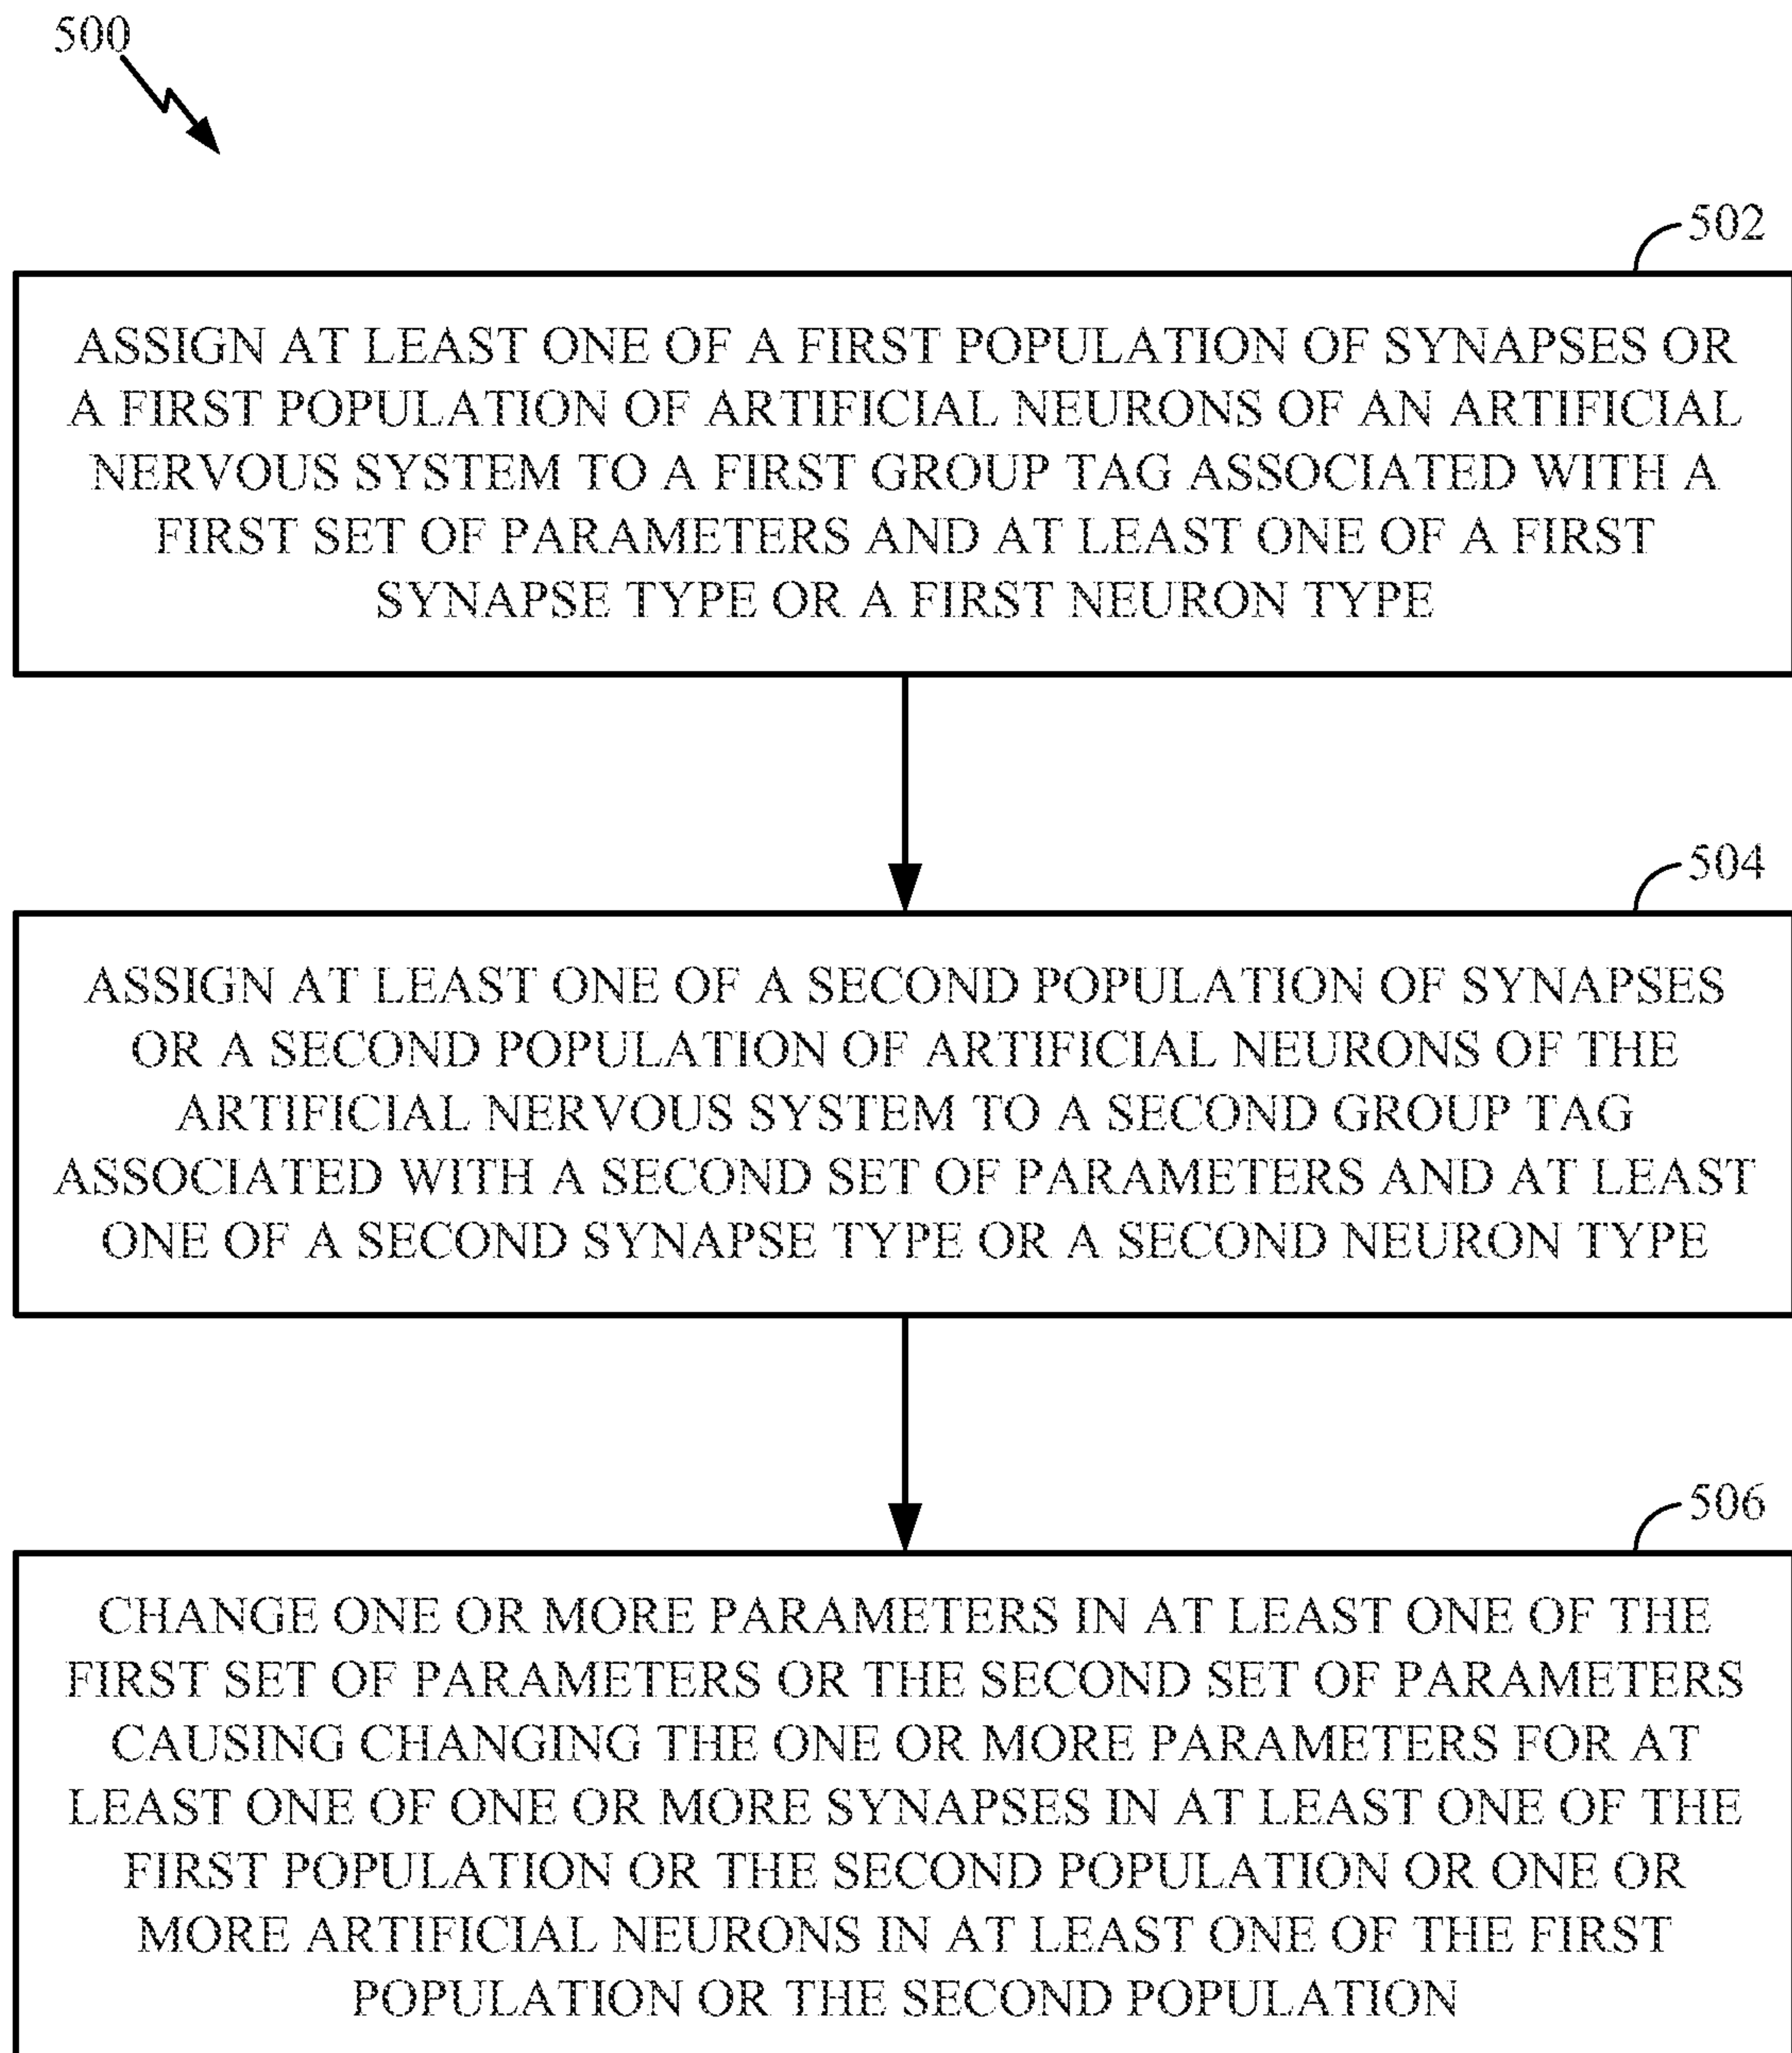 500
502
ASSIGN AT LEAST ONE OF A FIRST POPULATION OF SYNAPSES OR
A FIRST POPULATION OF ARTIFICIAL NEURONS OF AN ARTIFICIAL
NERVOUS SYSTEM TO A FIRST GROUP TAG ASSOCIATED WITH A
FIRST SET OF PARAMETERS AND AT LEAST ONE OF A FIRST
SYNAPSE TYPE OR A FIRST NEURON TYPE
504
ASSIGN AT LEAST ONE OF A SECOND POPULATION OF SYNAPSES
OR A SECOND POPULATION OF ARTIFICIAL NEURONS OF THE
ARTIFICIAL NERVOUS SYSTEM TO A SECOND GROUP TAG
ASSOCIATED WITH A SECOND SET OF PARAMETERS AND AT LEAST
ONE OF A SECOND SYNAPSE TYPE OR A SECOND NEURON TYPE
506
CHANGE ONE OR MORE PARAMETERS IN AT LEAST ONE OF THE
FIRST SET OF PARAMETERS OR THE SECOND SET OF PARAMETERS
CAUSING CHANGING THE ONE OR MORE PARAMETERS FOR AT
LEAST ONE OF ONE OR MORE SYNAPSES IN AT LEAST ONE OF THE
FIRST POPULATION OR THE SECOND POPULATION OR ONE OR
MORE ARTIFICIAL NEURONS IN AT LEAST ONE OF THE FIRST
POPULATION OR THE SECOND POPULATION